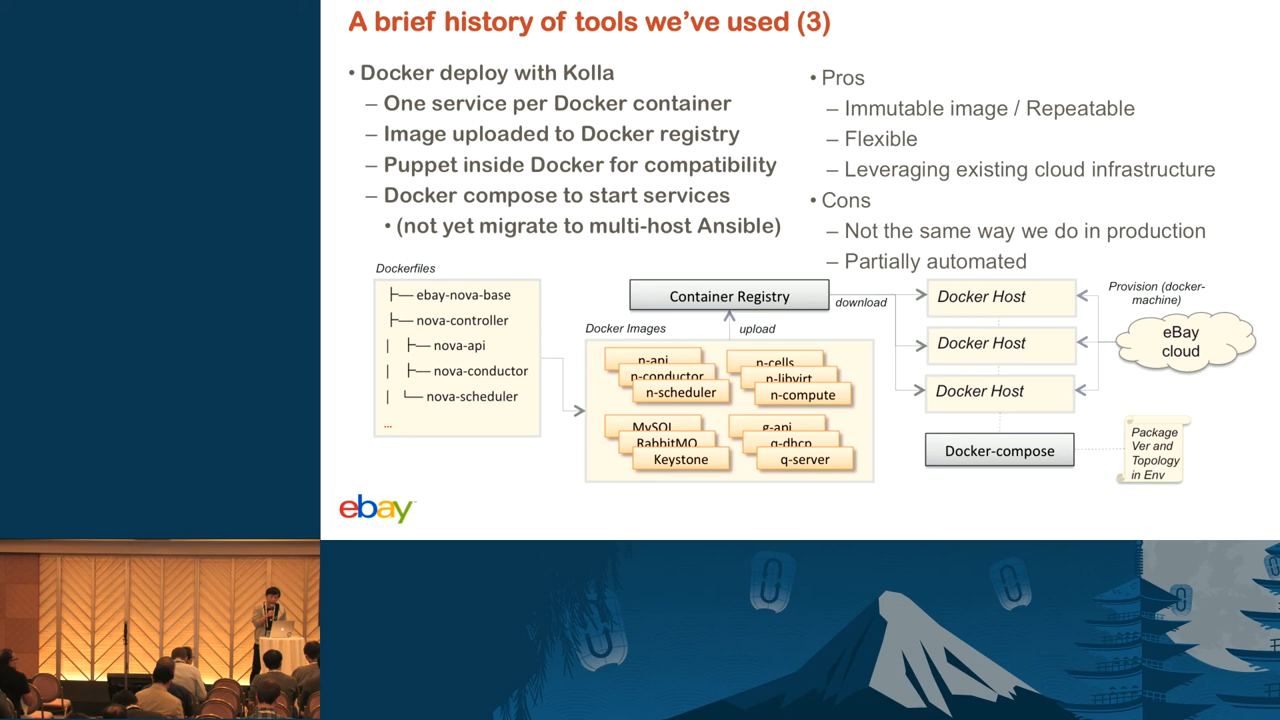 A brief history of tools we've used (3)
• Docker deploy with Kolla
– One service per Docker container
– Image uploaded to Docker registry
– Puppet inside Docker for compatibility
– Docker compose to start services
• (not yet migrate to multi-host Ansible)
• Pros
– Immutable image / Repeatable
– Flexible
– Leveraging existing cloud infrastructure
• Cons
– Not the same way we do in production
– Partially automated
Dockerfiles
├── ebay-nova-base
├── nova-controller
│ ├── nova-api
│ ├── nova-conductor
│ └── nova-scheduler
...
Container Registry
Docker Images
upload
download
n-api
n-conductor
n-scheduler
n-cells
n-libvirt
n-compute
MySQL
RabbitMQ
Keystone
g-api
q-dhcp
q-server
Docker Host
Docker Host
Docker Host
Docker-compose
Provision (docker-
machine)
eBay
cloud
Package
Ver and
Topology
in Env
ebay